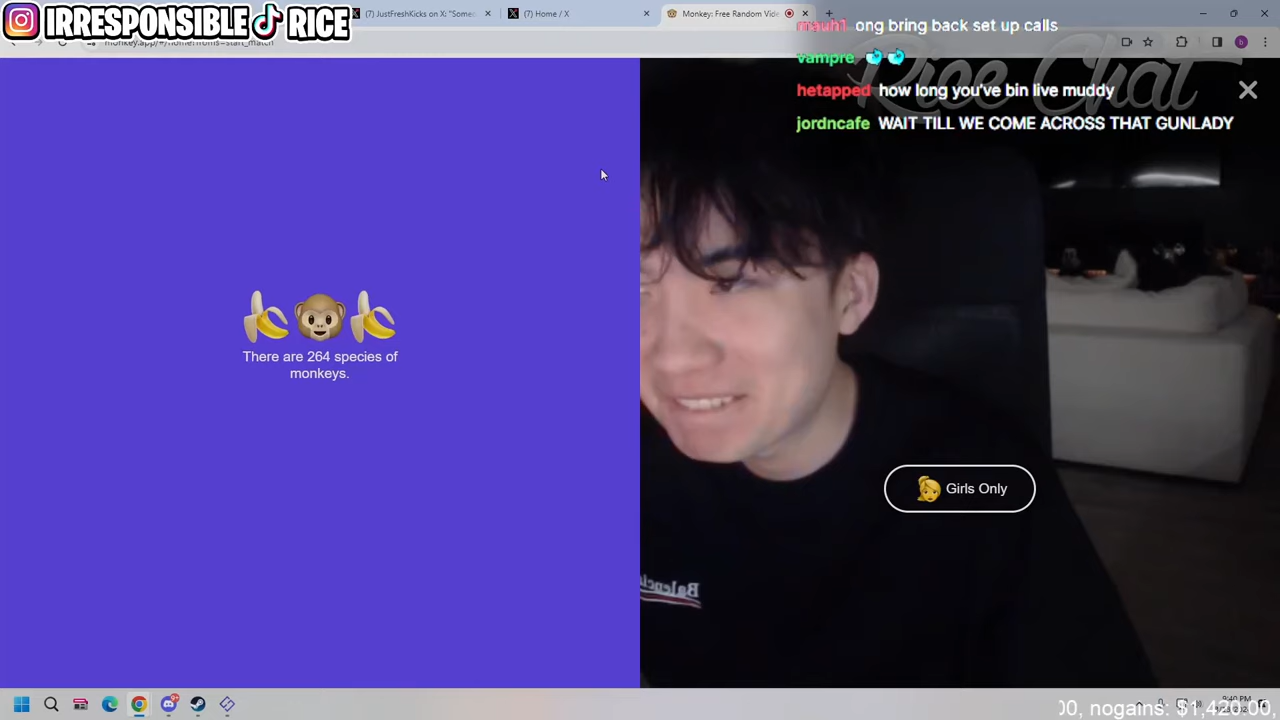 IRRESPONSIBLE RICE
(7) JustFreshKicks on
(7) Home / X
Monkey: Free Random Vide
mauh1 ong bring back set up calls
vampre
Rice Chat
hetapped how long you've bin live muddy
jordncafe WAIT TILL WE COME ACROSS THAT GUNLADY
There are 264 species of
monkeys.
Girls Only
, nogains: $1,420.00,